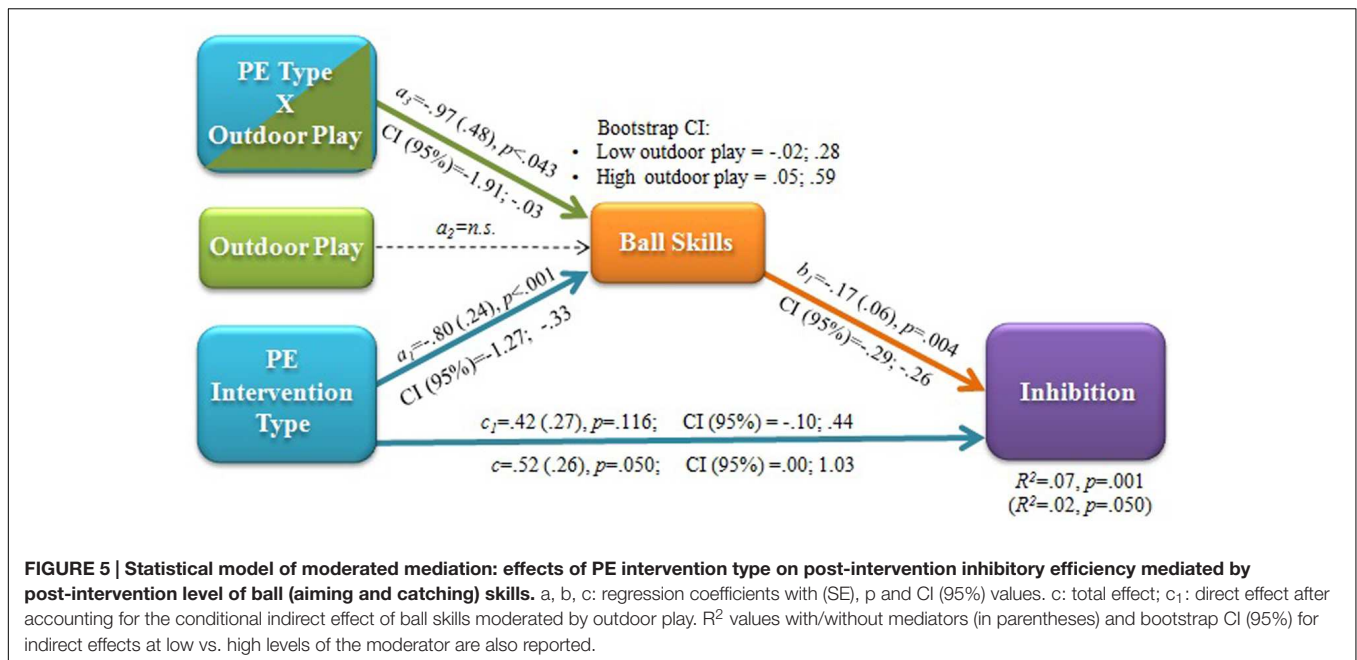 PE Type
X
Outdoor Play
a3=-.97 (.48), p<.043
CI (95%)=-1.91; -.03
Bootstrap CI:
• Low outdoor play = -.02; .28
• High outdoor play = .05; .59
Outdoor Play
a2=n.s.
Ball Skills
PE
Intervention
Type
a1=-.80 (.24), p<.001
CI (95%)=-1.27; -.33
b1=-.17 (.06), p=.004
CI (95%)=-.29; -.26
Inhibition
c1=.42 (.27), p=.116; CI (95%) = -.10; .44
c=.52 (.26), p=.050; CI (95%) =.00; 1.03
R²=.07, p=.001
(R²=.02, p=.050)
FIGURE 5 | Statistical model of moderated mediation: effects of PE intervention type on post-intervention inhibitory efficiency mediated by
post-intervention level of ball (aiming and catching) skills. a, b, c: regression coefficients with (SE), p and CI (95%) values. c: total effect; c₁: direct effect after
accounting for the conditional indirect effect of ball skills moderated by outdoor play. R² values with/without mediators (in parentheses) and bootstrap CI (95%) for
indirect effects at low vs. high levels of the moderator are also reported.